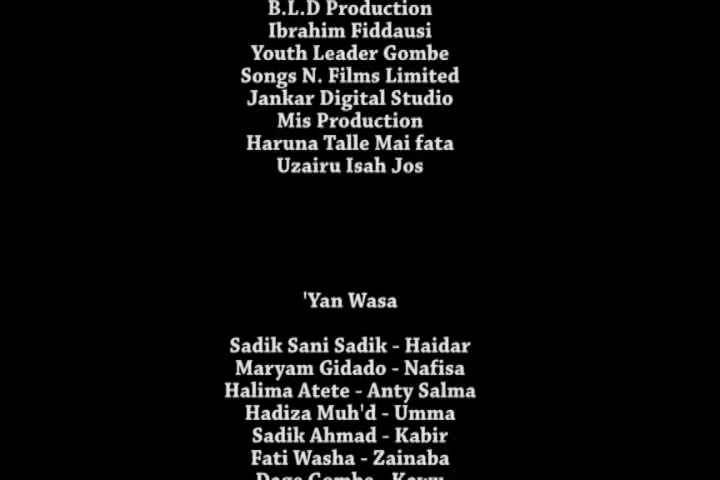 B.L.D Production
Ibrahim Fiddausi
Youth Leader Gombe
Songs N. Films Limited
Jankar Digital Studio
Mis Production
Haruna Talle Mai fata
Uzairu Isah Jos
'Yan Wasa
Sadik Sani Sadik - Haidar
Maryam Gidado - Nafisa
Halima Atete - Anty Salma
Hadiza Muh'd - Umma
Sadik Ahmad - Kabir
Fati Washa - Zainaba
Gombe -